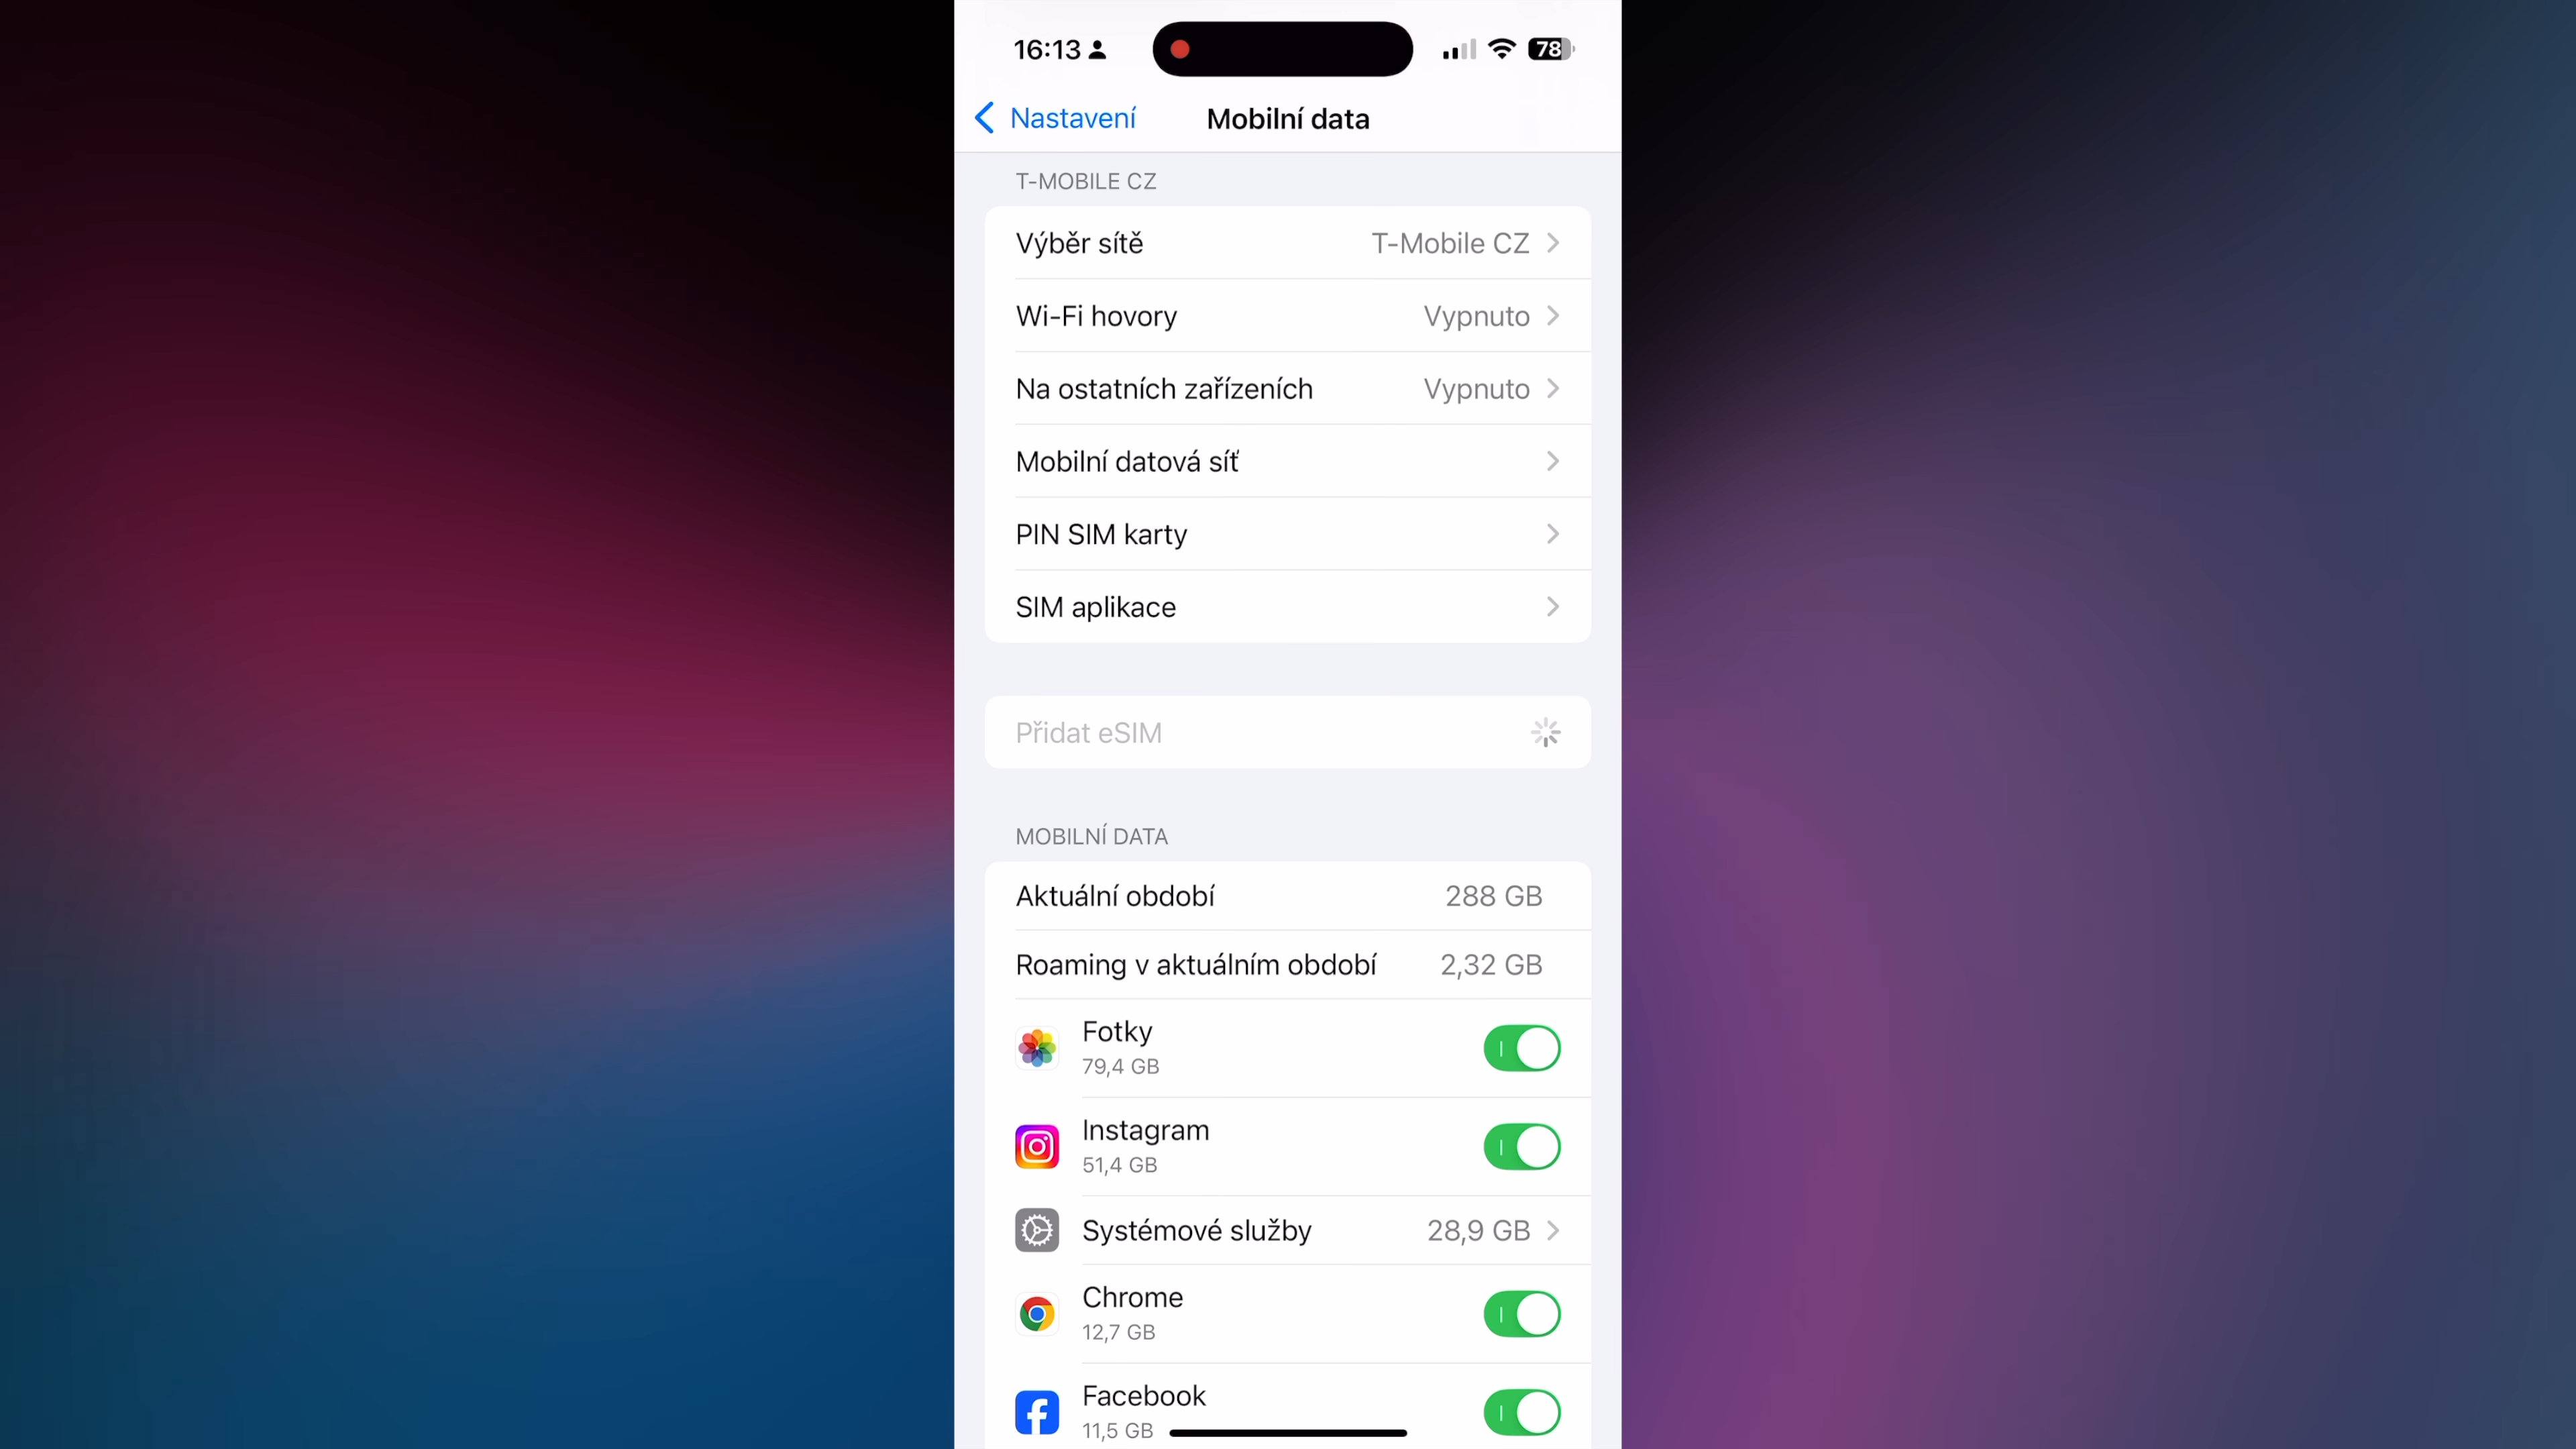 16:13
78
Nastavení
Mobilní data
T-MOBILE CZ
Výběr sítě
T-Mobile CZ
Wi-Fi hovory
Vypnuto
Na ostatních zařízeních
Vypnuto
Mobilní datová síť
PIN SIM karty
SIM aplikace
Přidat eSIM
MOBILNÍ DATA
Aktuální období
288 GB
Roaming v aktuálním období
2,32 GB
Fotky
79,4 GB
Instagram
51,4 GB
Systémové služby
28,9 GB
Chrome
12,7 GB
Facebook
11,5 GB